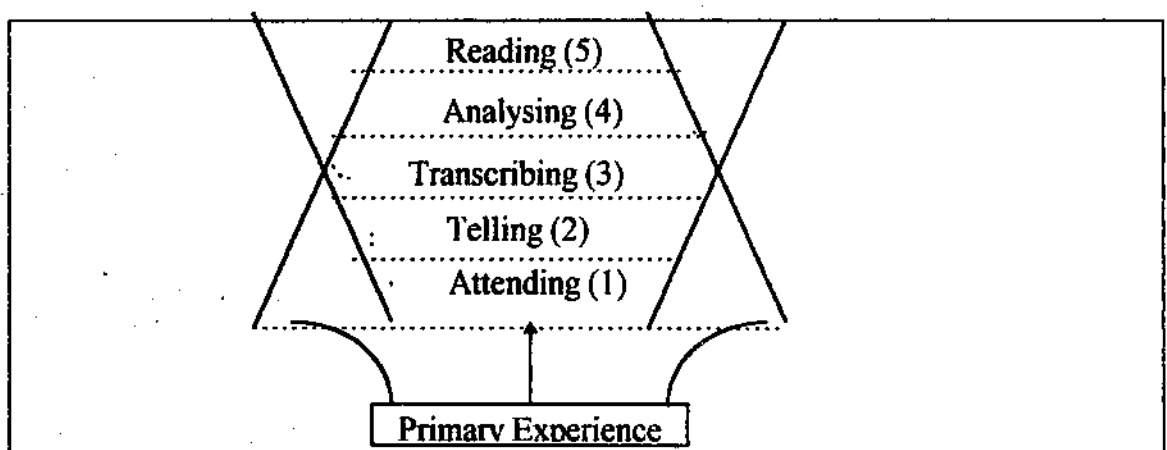 Reading (5)
Analysing (4)
Transcribing (3)
Telling (2)
Attending (1)
Primary Experience